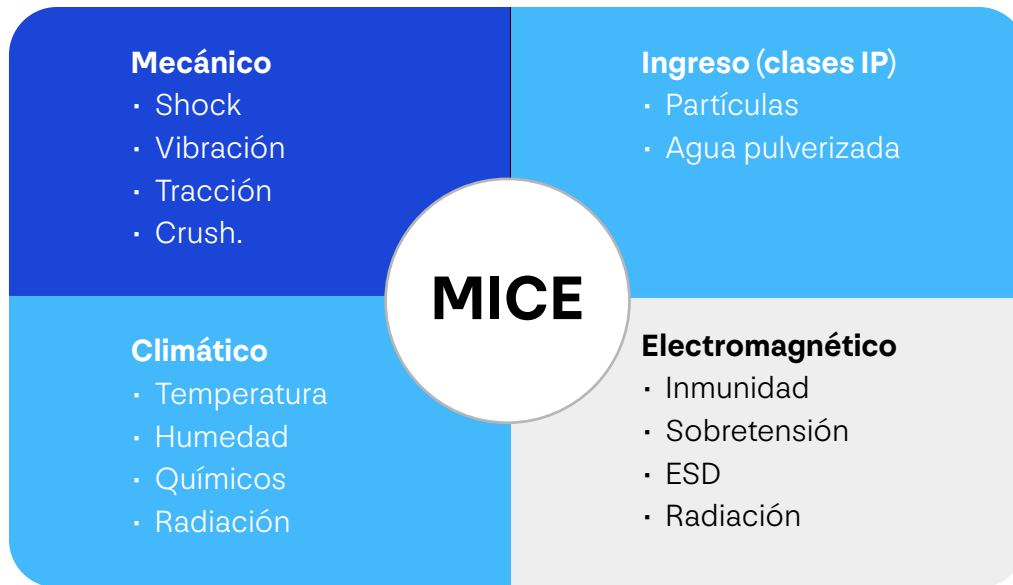 Mecánico
· Shock
· Vibración
· Tracción
· Crush.
Ingreso (clases IP)
· Partículas
· Agua pulverizada
MICE
Climático
· Temperatura
· Humedad
· Químicos
· Radiación
Electromagnético
· Inmunidad
· Sobretensión
· ESD
· Radiación